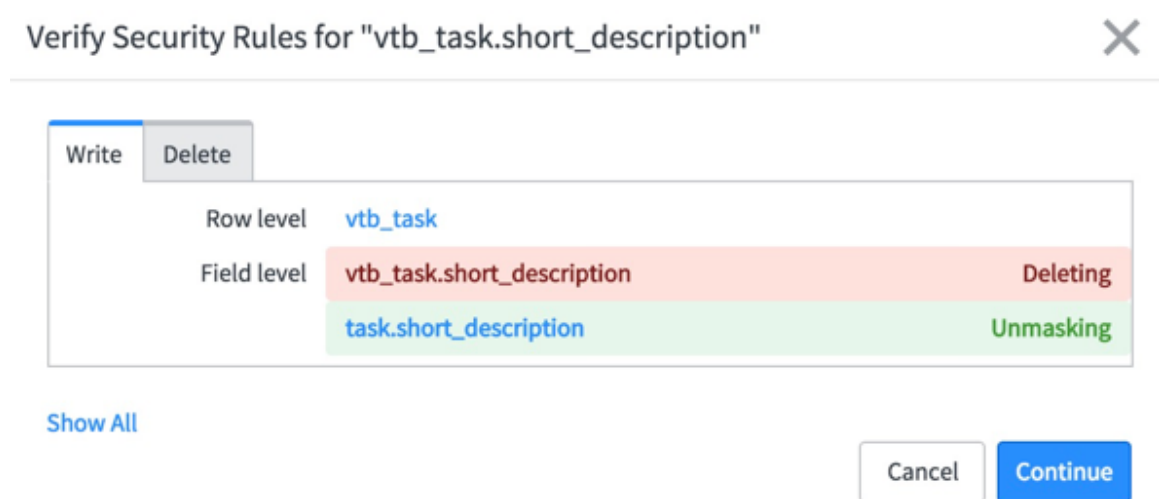 Verify Security Rules for "vtb_task.short_description"
Write Delete
Row level vtb_task
Field level vtb_task.short_description Deleting
task.short_description Unmasking
Show All
Cancel Continue